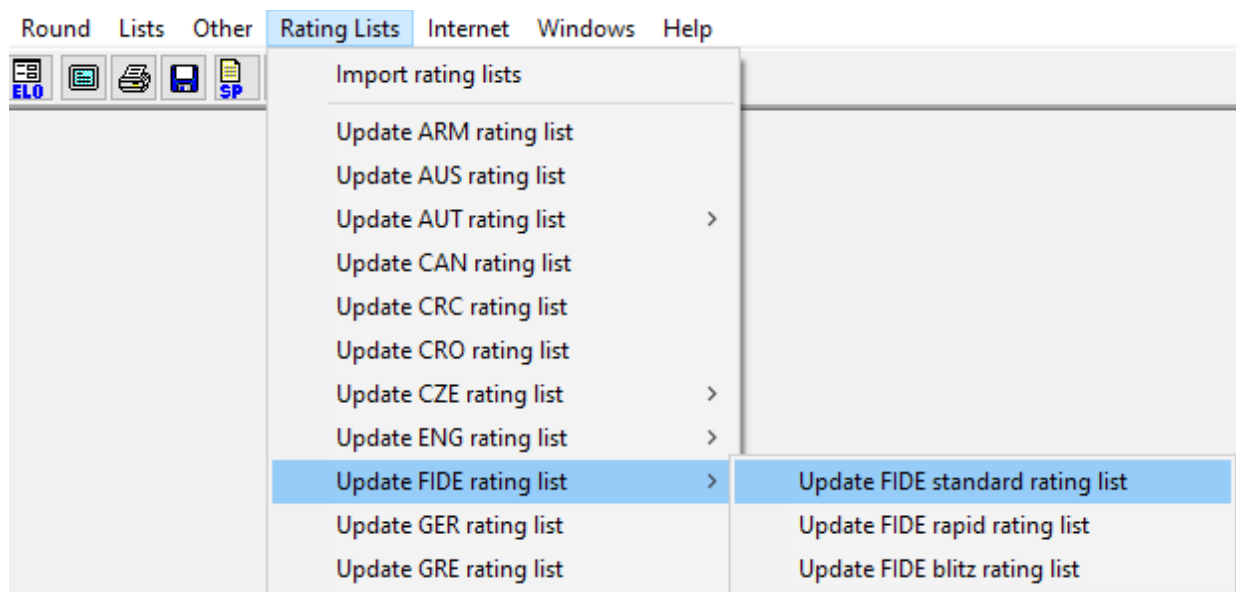 Round Lists Other Rating Lists Internet Windows Help
ELO SP
Import rating lists
Update ARM rating list
Update AUS rating list
Update AUT rating list
Update CAN rating list
Update CRC rating list
Update CRO rating list
Update CZE rating list
Update ENG rating list
Update FIDE rating list
Update GER rating list
Update GRE rating list
Update FIDE standard rating list
Update FIDE rapid rating list
Update FIDE blitz rating list